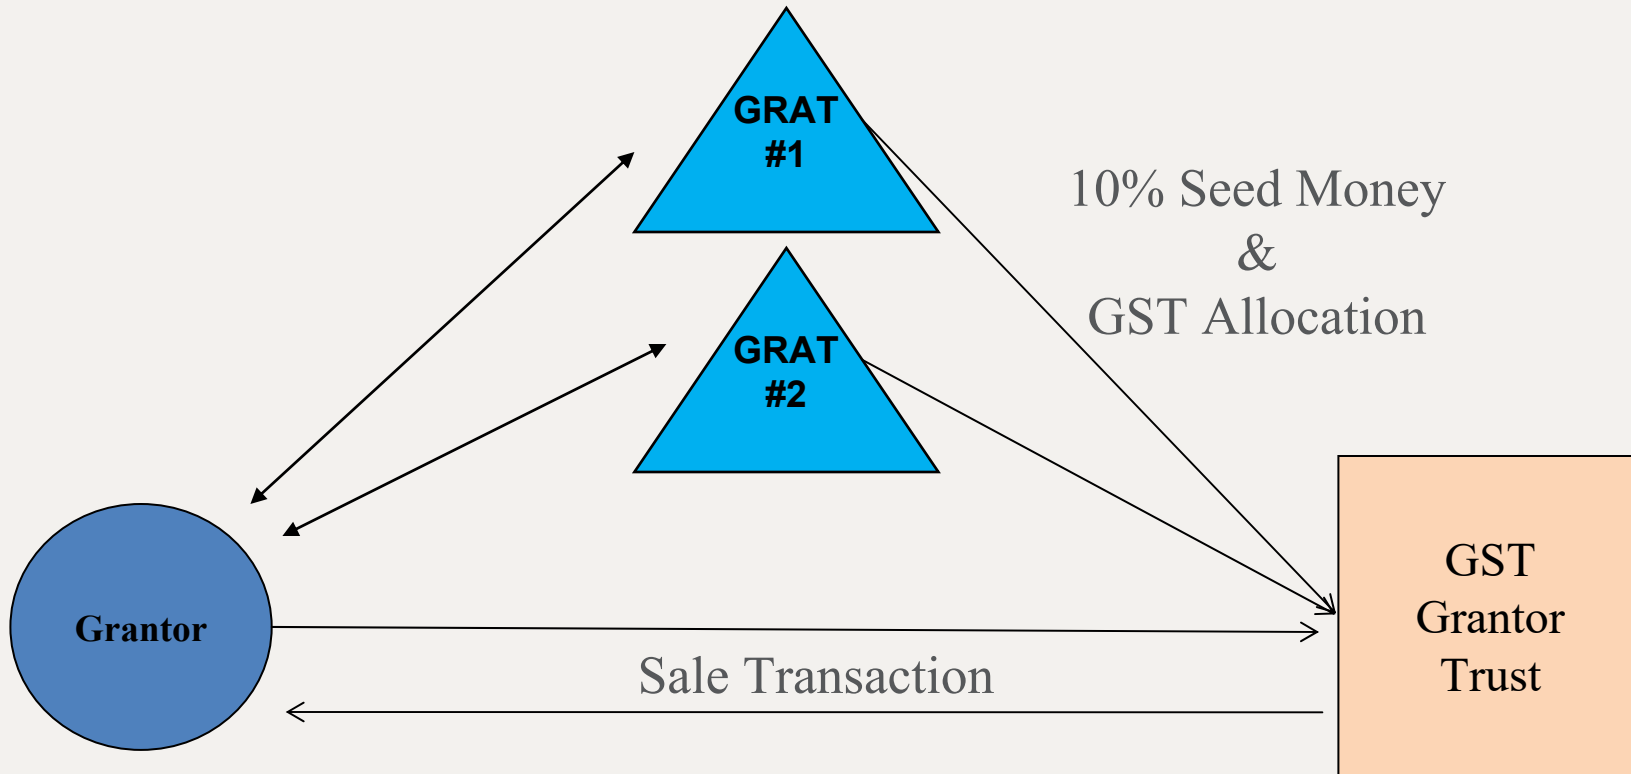 GRAT
#1
10% Seed Money
&
GST Allocation
GRAT
#2
Grantor
Sale Transaction
GST
Grantor
Trust